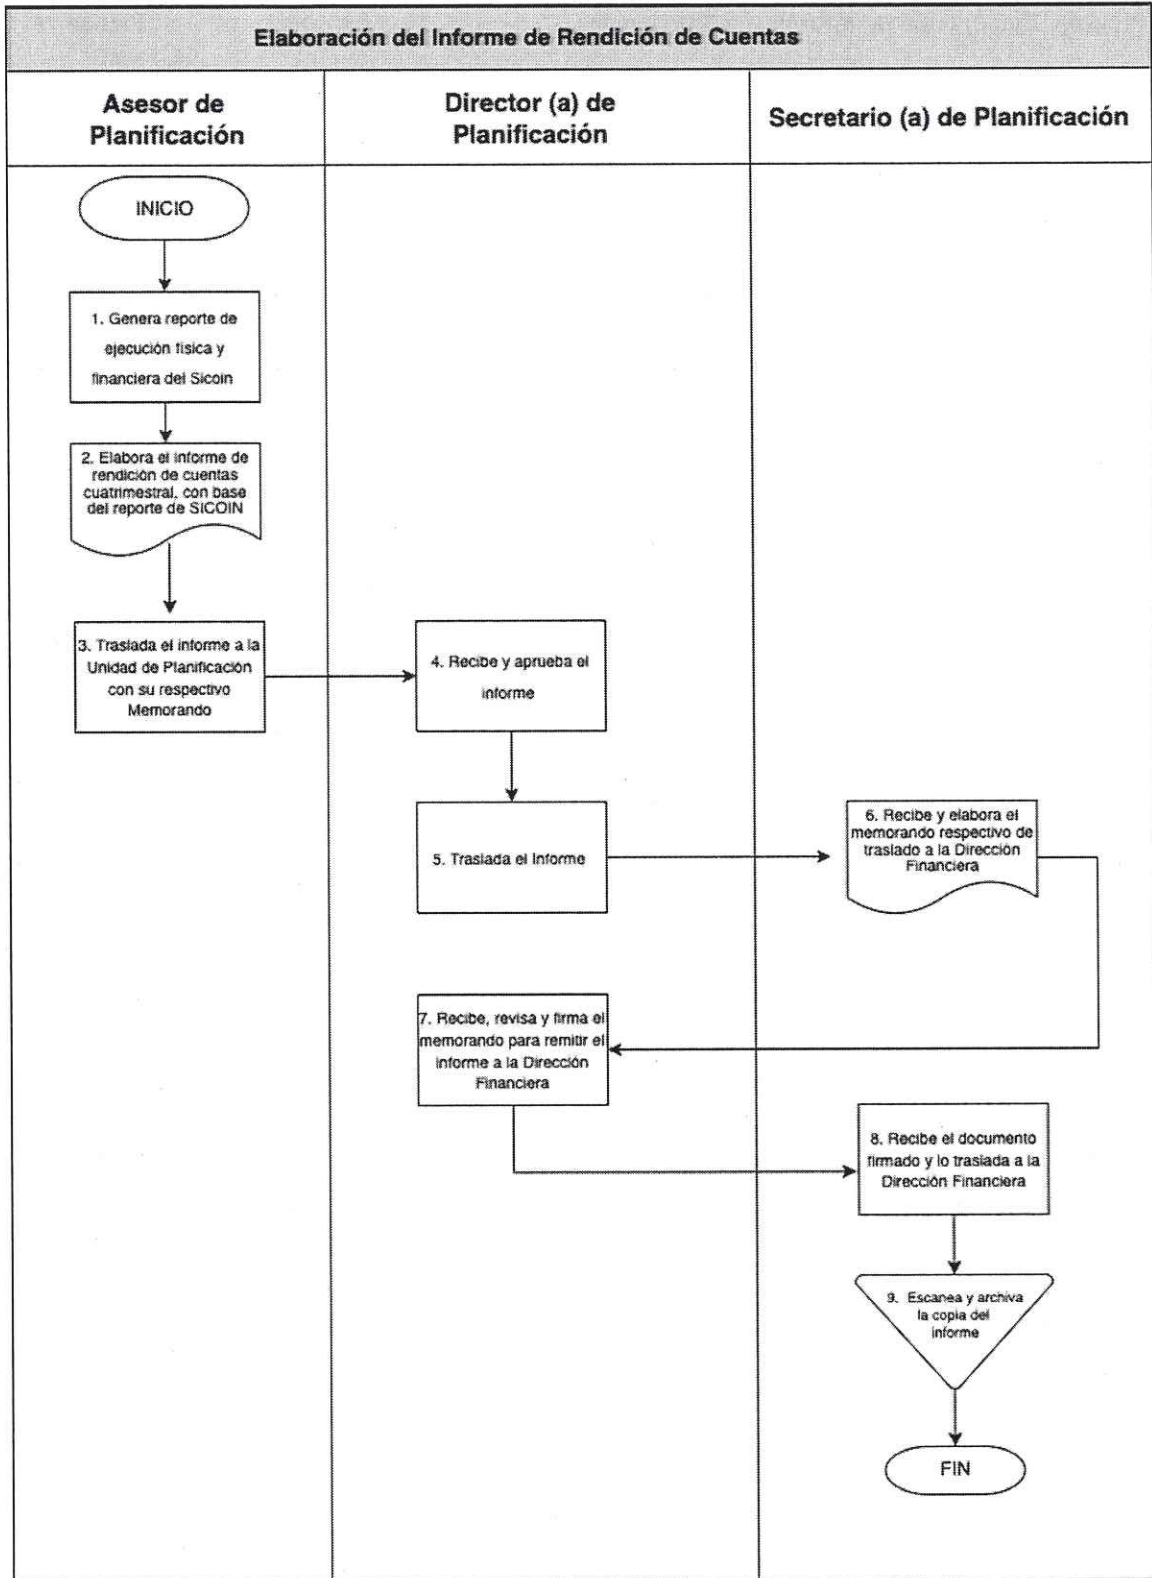 Elaboración del Informe de Rendición de Cuentas
Asesor de
Planificación
Director (a) de
Planificación
Secretario (a) de Planificación
INICIO
1. Genera reporte de
ejecución física y
financiera del Sicoin
2. Elabora el informe de
rendición de cuentas
cuatrimestral, con base
del reporte de SICOIN
3. Traslada el informe a la
Unidad de Planificación
con su respectivo
Memorando
4. Recibe y aprueba el
informe
5. Traslada el Informe
6. Recibe y elabora el
memorando respectivo de
traslado a la Dirección
Financiera
7. Recibe, revisa y firma el
memorando para remitir el
informe a la Dirección
Financiera
8. Recibe el documento
firmado y lo traslada a la
Dirección Financiera
9. Escanea y archiva
la copia del
informe
FIN